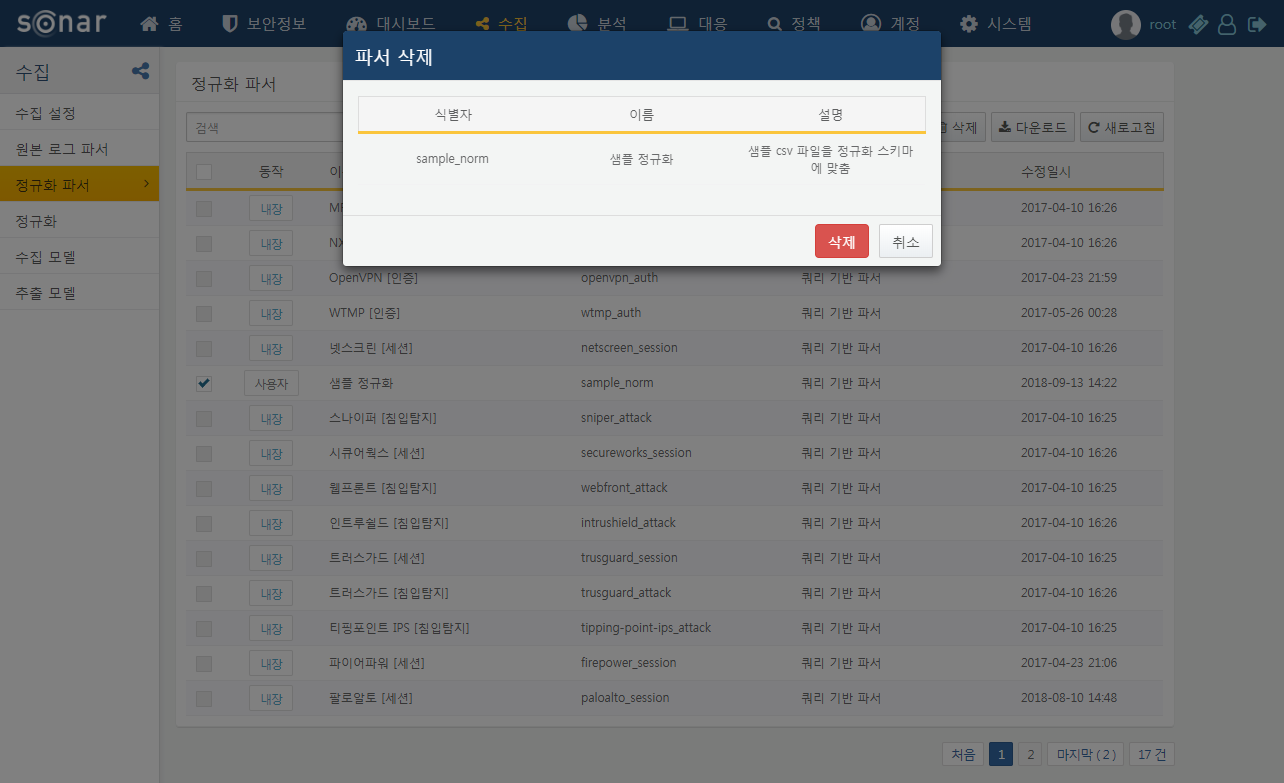 sonar 홈 보안정보 대시보드 수집 분석 대응 정책 계정 시스템 root
수집
수집 설정
원본 로그 파서
정규화 파서
정규화
수집 모델
추출 모델
정규화 파서
검색 삭제 다운로드 새로고침
파서 삭제
식별자 이름 설명
sample_norm 샘플 정규화 샘플 csv 파일을 정규화 스키마
에 맞춤
삭제 취소
동작 수정일시
내장 2017-04-10 16:26
내장 NX 2017-04-10 16:26
내장 OpenVPN [인증] openvpn_auth 쿼리 기반 파서 2017-04-23 21:59
내장 WTMP [인증] wtmp_auth 쿼리 기반 파서 2017-05-26 00:28
내장 넷스크린 [세션] netscreen_session 쿼리 기반 파서 2017-04-10 16:26
사용자 샘플 정규화 sample_norm 쿼리 기반 파서 2018-09-13 14:22
내장 스나이퍼 [침입탐지] sniper_attack 쿼리 기반 파서 2017-04-10 16:25
내장 시큐어웍스 [세션] secureworks_session 쿼리 기반 파서 2017-04-10 16:26
내장 웹프론트 [침입탐지] webfront_attack 쿼리 기반 파서 2017-04-10 16:25
내장 인트루쉴드 [침입탐지] intrushield_attack 쿼리 기반 파서 2017-04-10 16:26
내장 트러스가드 [세션] trusguard_session 쿼리 기반 파서 2017-04-10 16:25
내장 트러스가드 [침입탐지] trusguard_attack 쿼리 기반 파서 2017-04-10 16:26
내장 티핑포인트 IPS [침입탐지] tipping-point-ips_attack 쿼리 기반 파서 2017-04-10 16:25
내장 파이어파워 [세션] firepower_session 쿼리 기반 파서 2017-04-23 21:06
내장 팔로알토 [세션] paloalto_session 쿼리 기반 파서 2018-08-10 14:48
처음 1 2 마지막 ( 2 ) 17 건